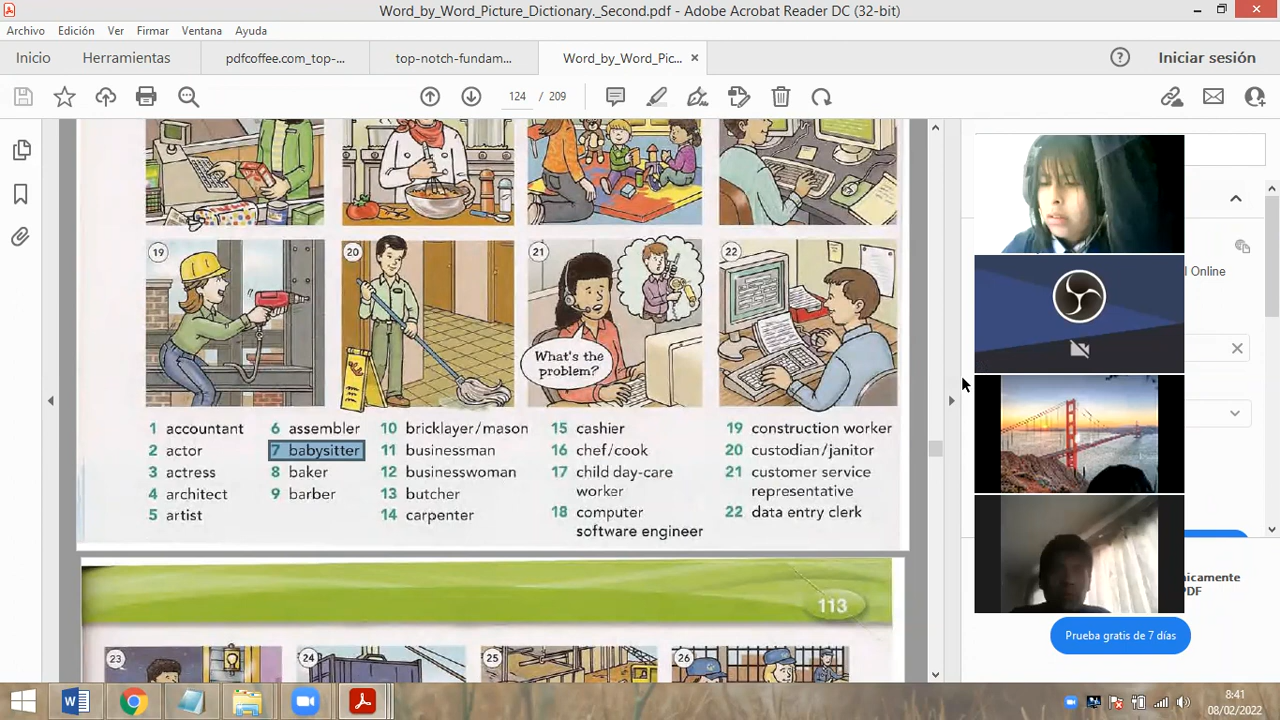 Word_by_Word_Picture_Dictionary._Second.pdf - Adobe Acrobat Reader DC (32-bit)
Archivo Edición Ver Firmar Ventana Ayuda
Inicio Herramientas pdfcoffee.com_top-... top-notch-fundam... Word_by_Word_Pic... Iniciar sesión
124 / 209
19 20 21 22
What's the
problem?
l Online
1 accountant
2 actor
3 actress
4 architect
5 artist
6 assembler
7 babysitter
8 baker
9 barber
10 bricklayer/mason
11 businessman
12 businesswoman
13 butcher
14 carpenter
15 cashier
16 chef/cook
17 child day-care
worker
18 computer
software engineer
19 construction worker
20 custodian/janitor
21 customer service
representative
22 data entry clerk
113
23 24 25 26
nicamente
PDF
Prueba gratis de 7 días
8:41
08/02/2022